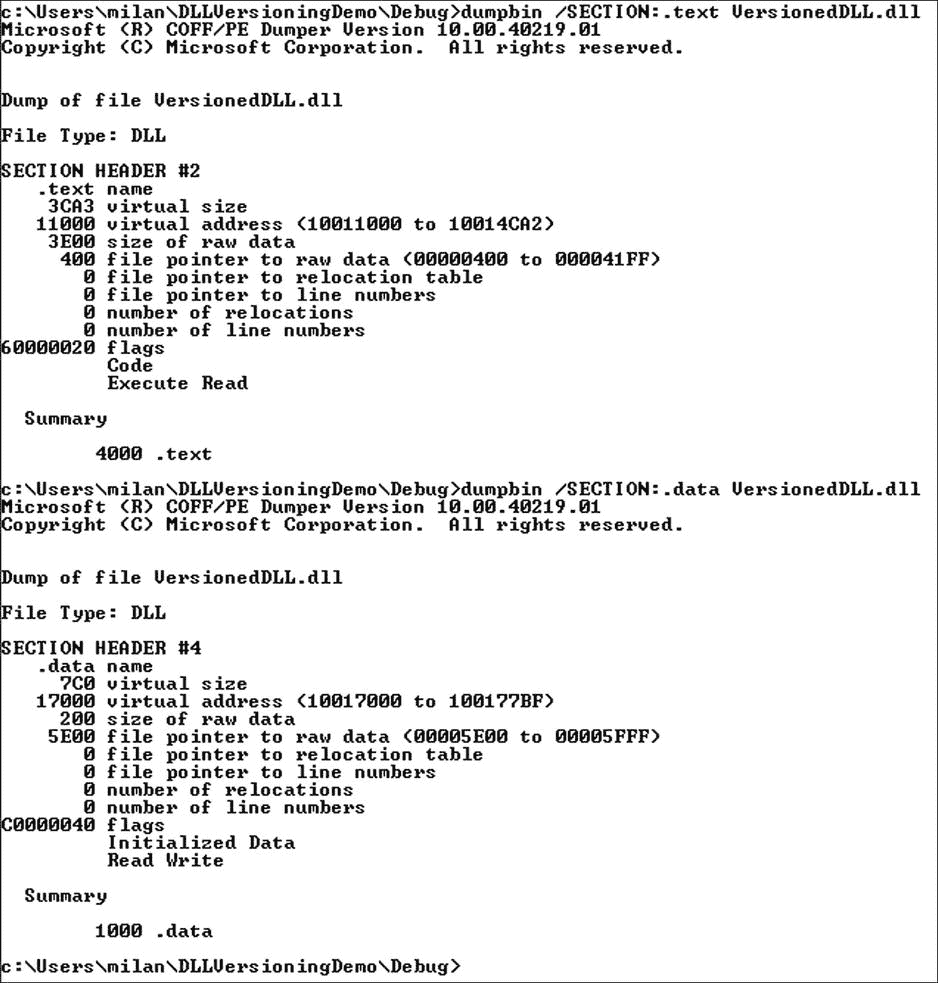 c:\Users\milan\DLLVersioningDemo\Debug>dumpbin /SECTION:.text VersionedDLL.dll
Microsoft (R) COFF/PE Dumper Version 10.00.40219.01
Copyright (C) Microsoft Corporation.  All rights reserved.
Dump of file VersionedDLL.dll
File Type: DLL
SECTION HEADER #2
   .text name
    3CA3 virtual size
   11000 virtual address (10011000 to 10014CA2)
    3E00 size of raw data
     400 file pointer to raw data (00000400 to 000041FF)
       0 file pointer to relocation table
       0 file pointer to line numbers
       0 number of relocations
       0 number of line numbers
60000020 flags
         Code
         Execute Read
  Summary
        4000 .text
c:\Users\milan\DLLVersioningDemo\Debug>dumpbin /SECTION:.data VersionedDLL.dll
Microsoft (R) COFF/PE Dumper Version 10.00.40219.01
Copyright (C) Microsoft Corporation.  All rights reserved.
Dump of file VersionedDLL.dll
File Type: DLL
SECTION HEADER #4
   .data name
     7C0 virtual size
   17000 virtual address (10017000 to 100177BF)
     200 size of raw data
    5E00 file pointer to raw data (00005E00 to 00005FFF)
       0 file pointer to relocation table
       0 file pointer to line numbers
       0 number of relocations
       0 number of line numbers
C0000040 flags
         Initialized Data
         Read Write
  Summary
        1000 .data
c:\Users\milan\DLLVersioningDemo\Debug>